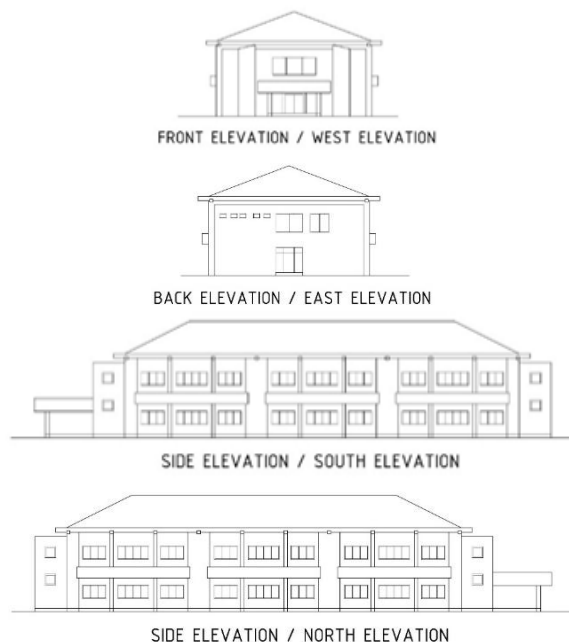 FRONT ELEVATION / WEST ELEVATION
BACK ELEVATION / EAST ELEVATION
SIDE ELEVATION / SOUTH ELEVATION
SIDE ELEVATION / NORTH ELEVATION